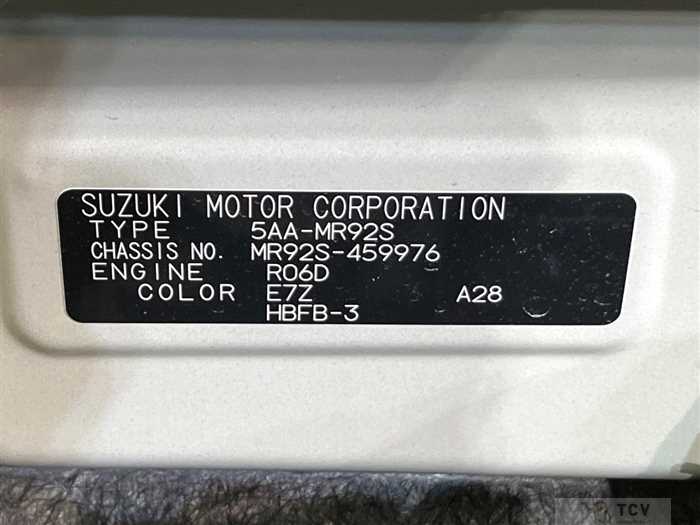 SUZUKI MOTOR CORPORATION
TYPE 5AA-MR92S
CHASSIS NO. MR92S-459976
ENGINE R06D
COLOR E7Z A28
HBFB-3
TCV